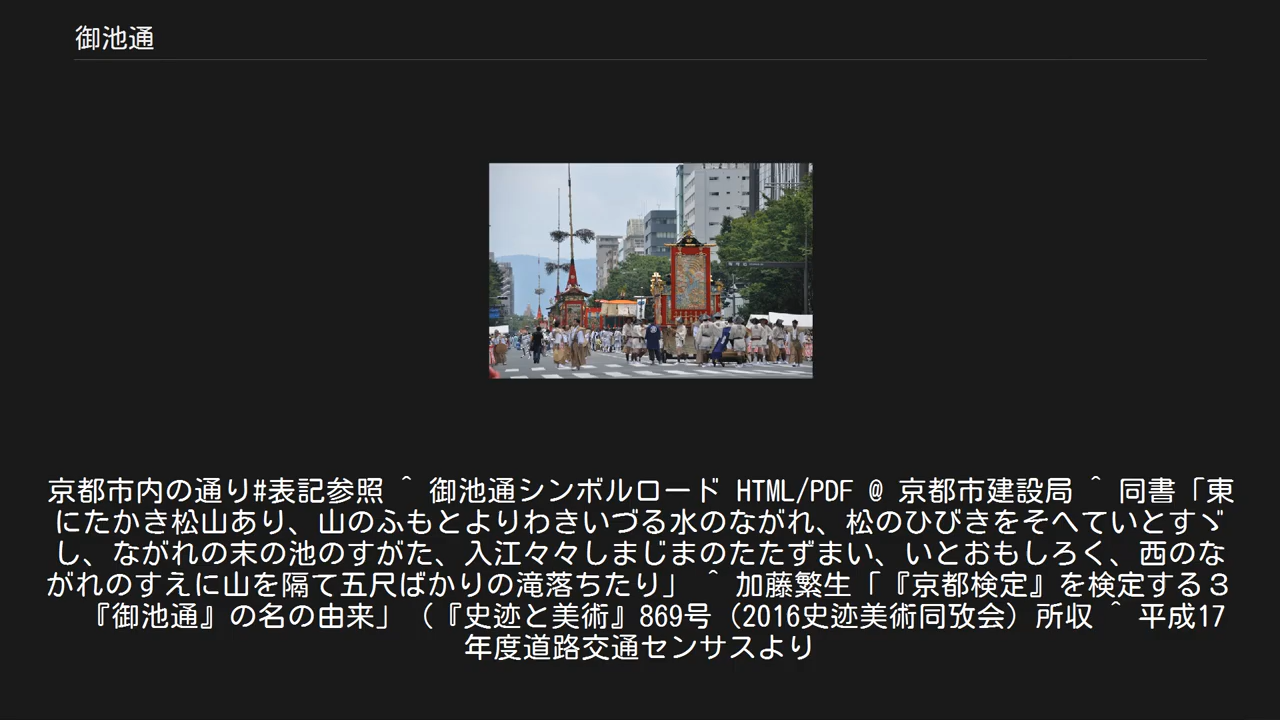 御池通
京都市内の通り#表記参照 ^ 御池通シンボルロード HTML/PDF @ 京都市建設局 ^ 同書「東
にたかき松山あり、山のふもとよりわきいづる水のながれ、松のひびきをそへていとすゞ
し、ながれの末の池のすがた、入江々々しまじまのたたずまい、いとおもしろく、西のな
がれのすえに山を隔て五尺ばかりの滝落ちたり」 ^ 加藤繁生「『京都検定』を検定する３
『御池通』の名の由来」（『史迹と美術』869号（2016史迹美術同攷会）所収 ^ 平成17
年度道路交通センサスより